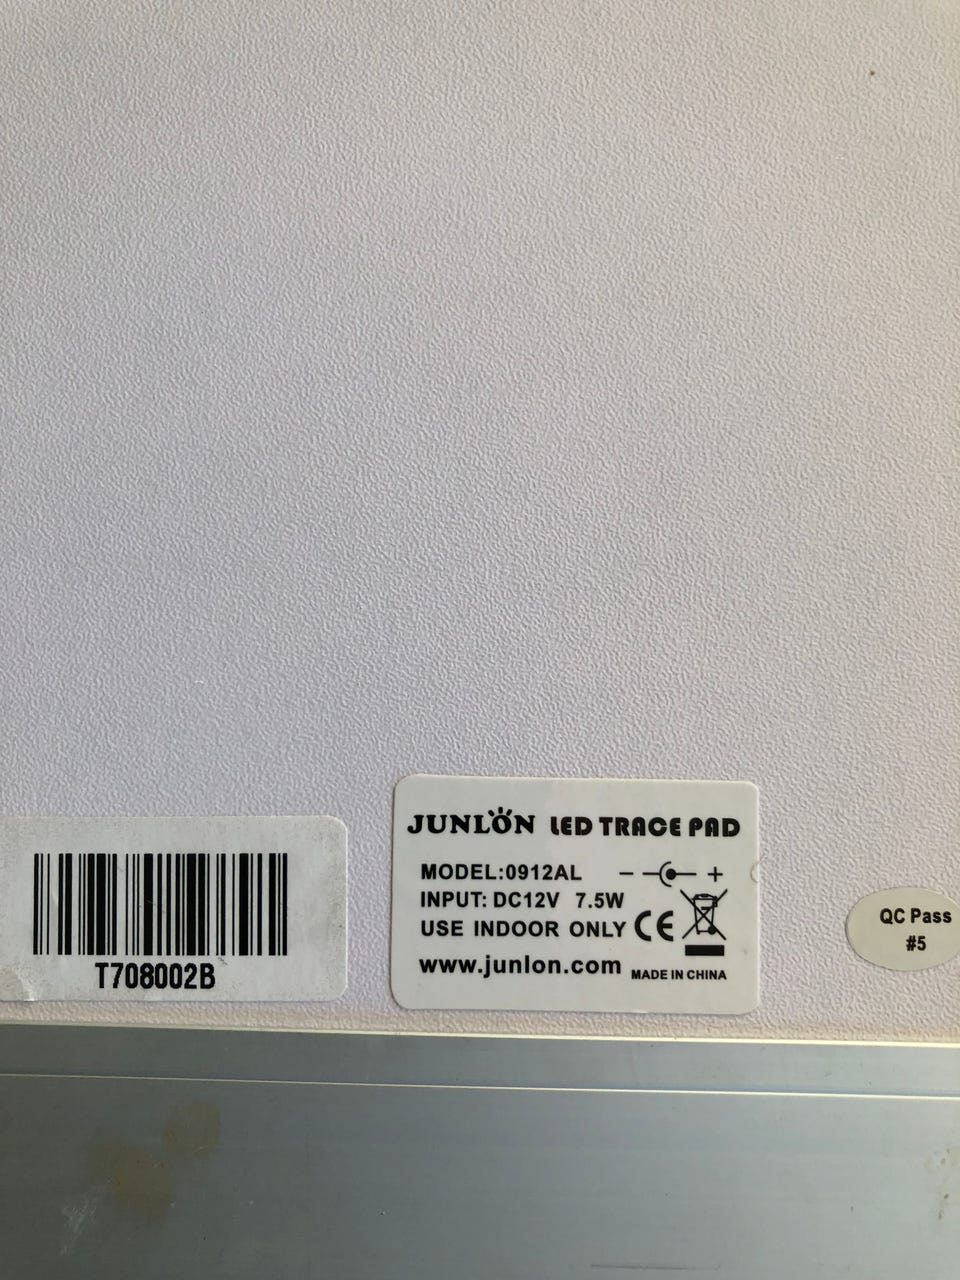 JUNLON LED TRACE PAD
MODEL:0912AL - +
INPUT: DC12V 7.5W
USE INDOOR ONLY CE
www.junlon.com MADE IN CHINA
T708002B
QC Pass
#5